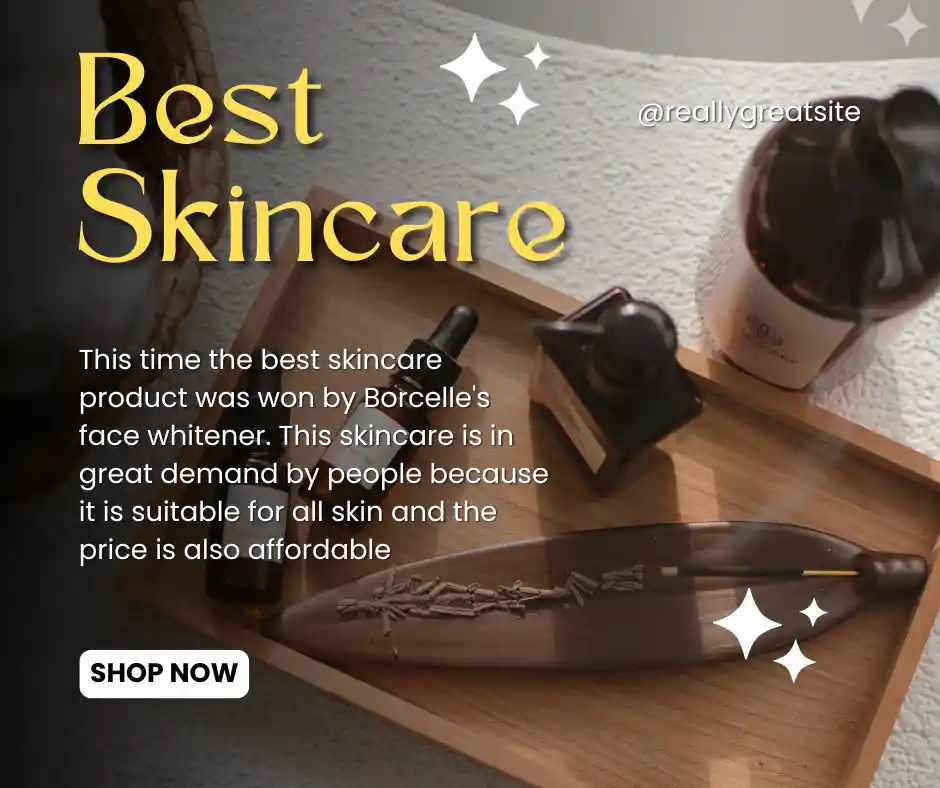 Best
Skincare
@reallygreatsite
This time the best skincare
product was won by Borcelle's
face whitener. This skincare is in
great demand by people because
it is suitable for all skin and the
price is also affordable
SHOP NOW